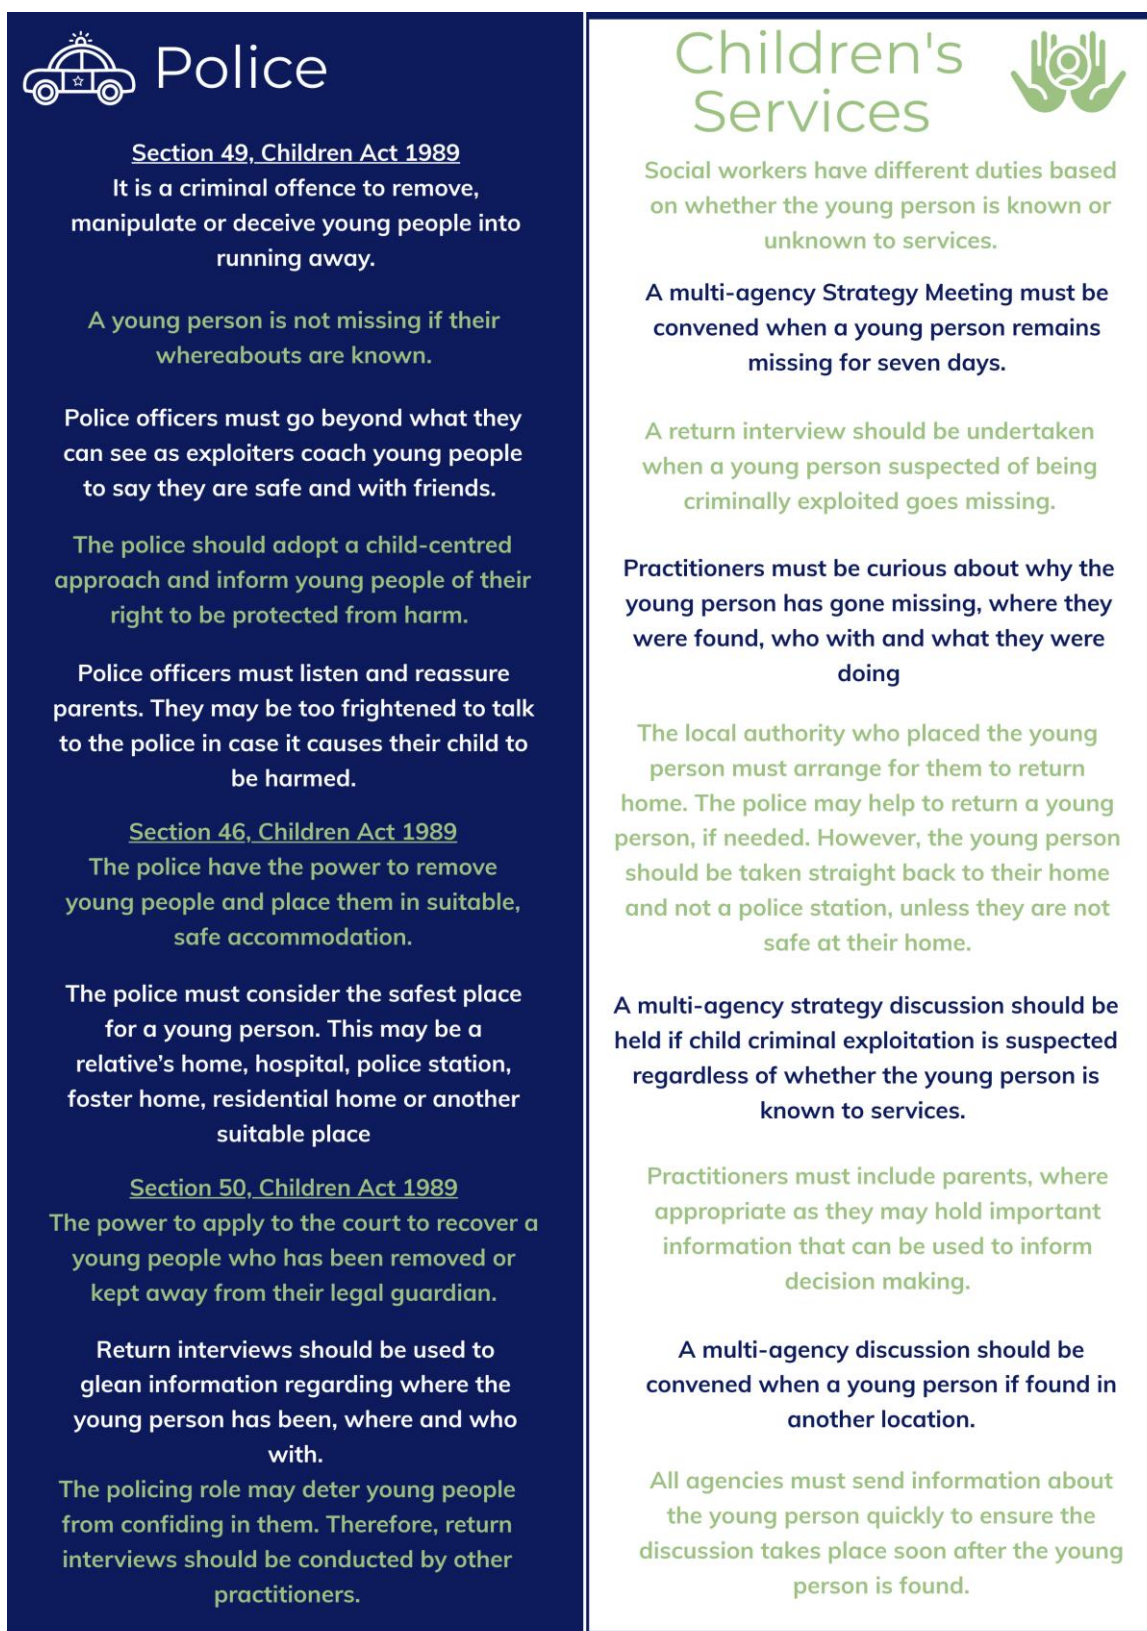 Police
Section 49, Children Act 1989
It is a criminal offence to remove,
manipulate or deceive young people into
running away.
A young person is not missing if their
whereabouts are known.
Police officers must go beyond what they
can see as exploiters coach young people
to say they are safe and with friends.
The police should adopt a child-centred
approach and inform young people of their
right to be protected from harm.
Police officers must listen and reassure
parents. They may be too frightened to talk
to the police in case it causes their child to
be harmed.
Section 46, Children Act 1989
The police have the power to remove
young people and place them in suitable,
safe accommodation.
The police must consider the safest place
for a young person. This may be a
relative’s home, hospital, police station,
foster home, residential home or another
suitable place
Section 50, Children Act 1989
The power to apply to the court to recover a
young people who has been removed or
kept away from their legal guardian.
Return interviews should be used to
glean information regarding where the
young person has been, where and who
with.
The policing role may deter young people
from confiding in them. Therefore, return
interviews should be conducted by other
practitioners.
Children's
Services
Social workers have different duties based
on whether the young person is known or
unknown to services.
A multi-agency Strategy Meeting must be
convened when a young person remains
missing for seven days.
A return interview should be undertaken
when a young person suspected of being
criminally exploited goes missing.
Practitioners must be curious about why the
young person has gone missing, where they
were found, who with and what they were
doing
The local authority who placed the young
person must arrange for them to return
home. The police may help to return a young
person, if needed. However, the young person
should be taken straight back to their home
and not a police station, unless they are not
safe at their home.
A multi-agency strategy discussion should be
held if child criminal exploitation is suspected
regardless of whether the young person is
known to services.
Practitioners must include parents, where
appropriate as they may hold important
information that can be used to inform
decision making.
A multi-agency discussion should be
convened when a young person if found in
another location.
All agencies must send information about
the young person quickly to ensure the
discussion takes place soon after the young
person is found.